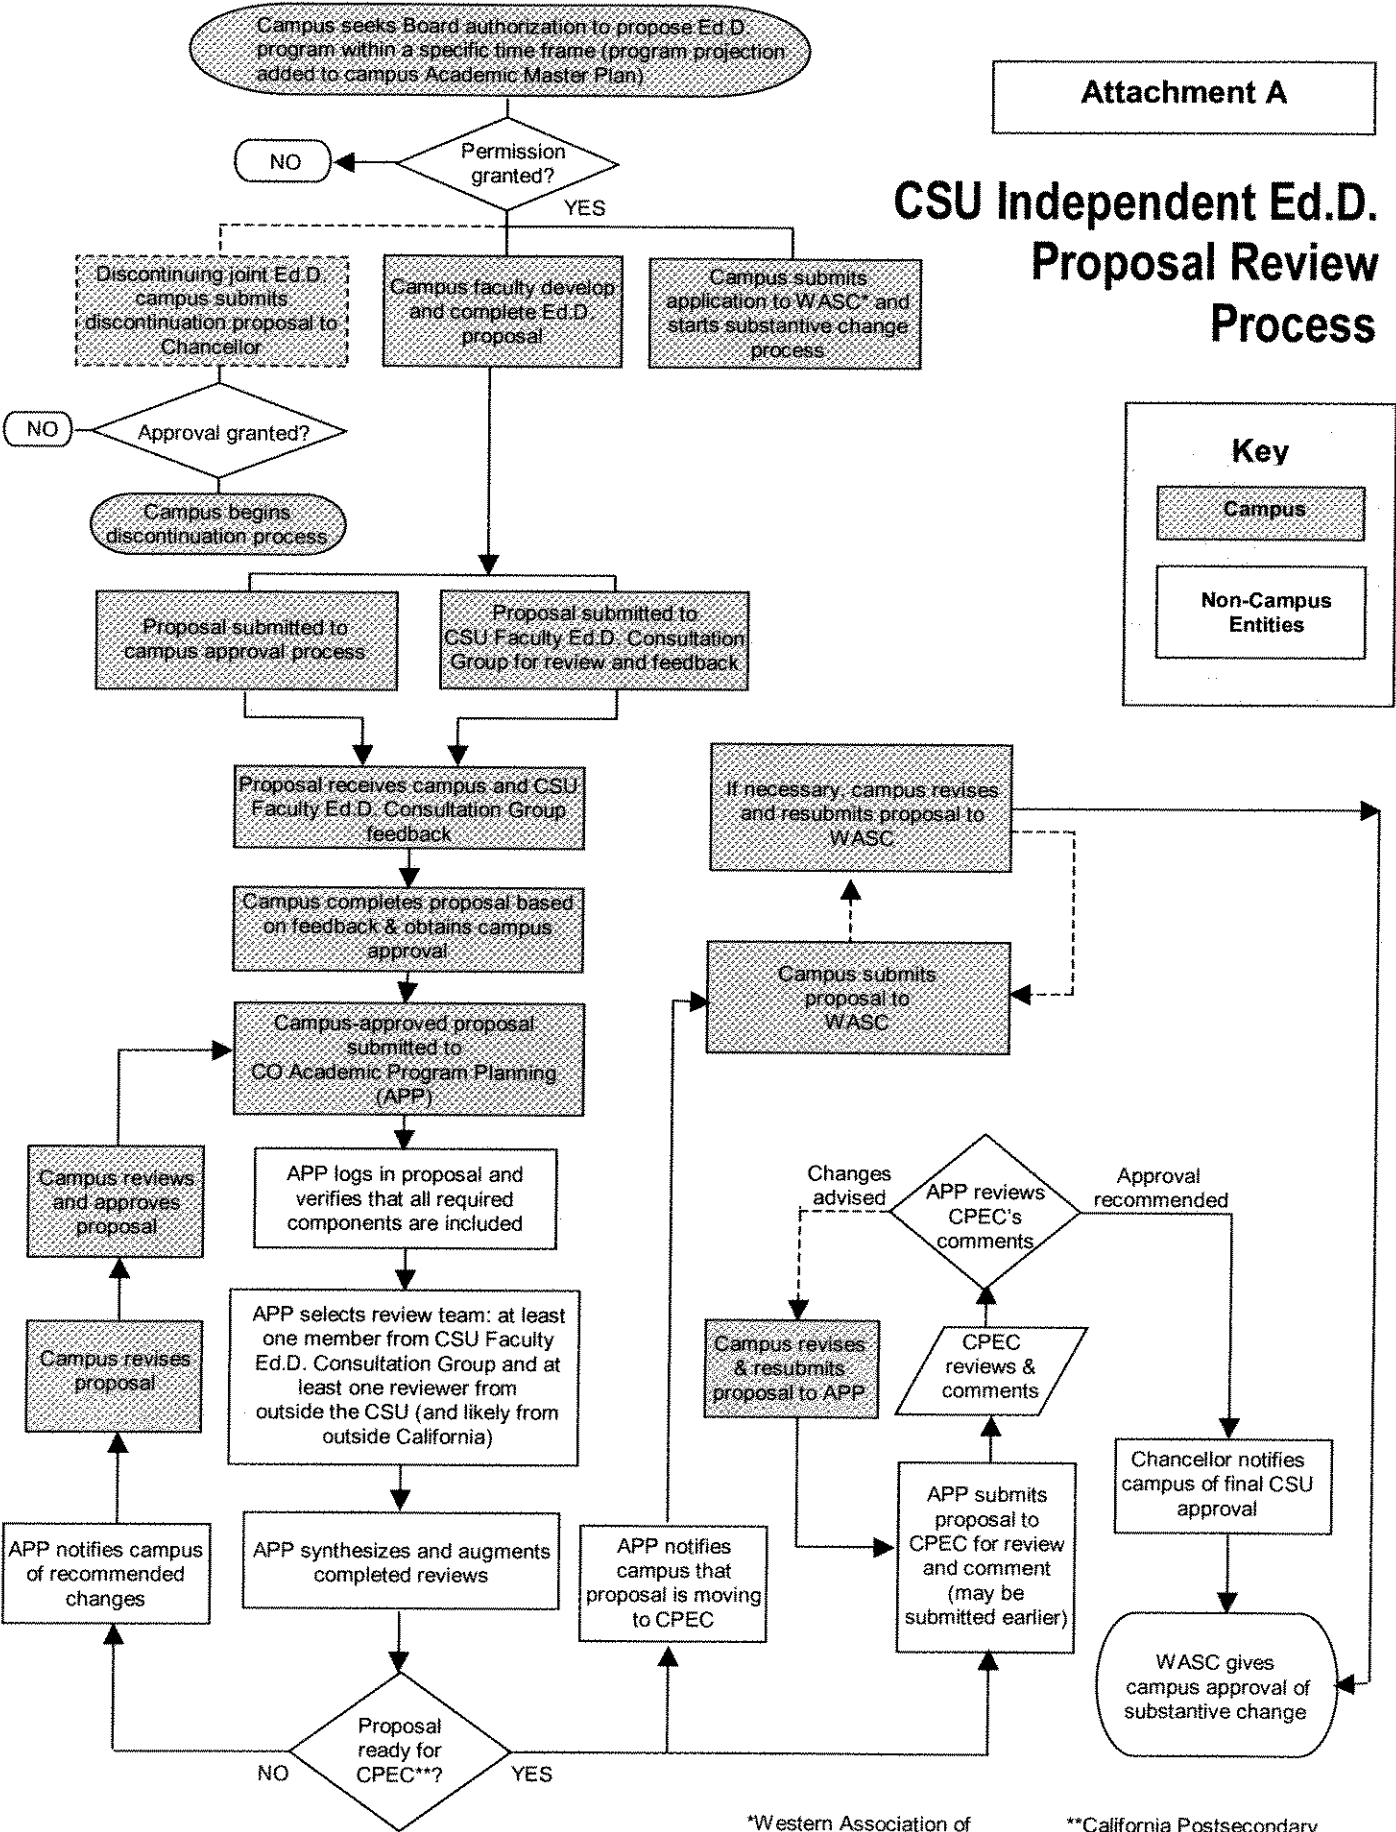 Campus seeks Board authorization to propose Ed.D.
program within a specific time frame (program projection
added to campus Academic Master Plan)
Attachment A
CSU Independent Ed.D.
Proposal Review
Process
Permission
granted?
NO
YES
Discontinuing joint Ed.D.
campus submits
discontinuation proposal to
Chancellor
Campus faculty develop
and complete Ed.D.
proposal
Campus submits
application to WASC* and
starts substantive change
process
NO
Approval granted?
Campus begins
discontinuation process
Key
Campus
Non-Campus
Entities
Proposal submitted to
campus approval process
Proposal submitted to
CSU Faculty Ed.D. Consultation
Group for review and feedback
Proposal receives campus and CSU
Faculty Ed.D. Consultation Group
feedback
Campus completes proposal based
on feedback & obtains campus
approval
Campus-approved proposal
submitted to
CO Academic Program Planning
(APP)
If necessary, campus revises
and resubmits proposal to
WASC
Campus submits
proposal to
WASC
Campus reviews
and approves
proposal
Campus revises
proposal
APP notifies campus
of recommended
changes
APP logs in proposal and
verifies that all required
components are included
APP selects review team: at least
one member from CSU Faculty
Ed.D. Consultation Group and at
least one reviewer from
outside the CSU (and likely from
outside California)
APP synthesizes and augments
completed reviews
Proposal
ready for
CPEC**?
NO
YES
APP notifies
campus that
proposal is moving
to CPEC
Changes
advised
APP reviews
CPEC's
comments
Approval
recommended
Campus revises
& resubmits
proposal to APP
CPEC
reviews &
comments
APP submits
proposal to
CPEC for review
and comment
(may be
submitted earlier)
Chancellor notifies
campus of final CSU
approval
WASC gives
campus approval of
substantive change
*Western Association of
**California Postsecondary